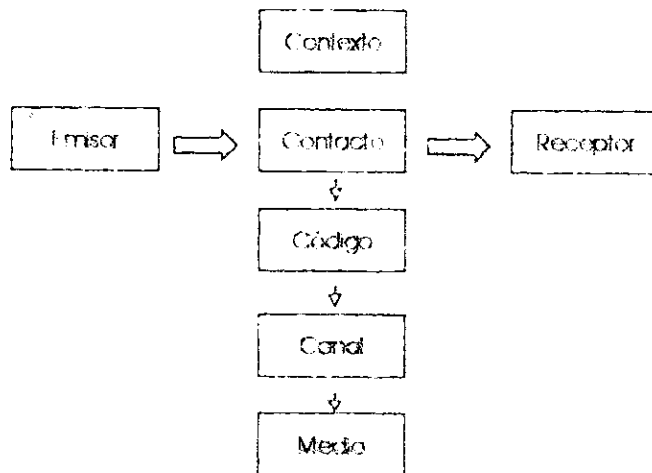 Contexto
Emisor
Contacto
Receptor
Código
Canal
Medio